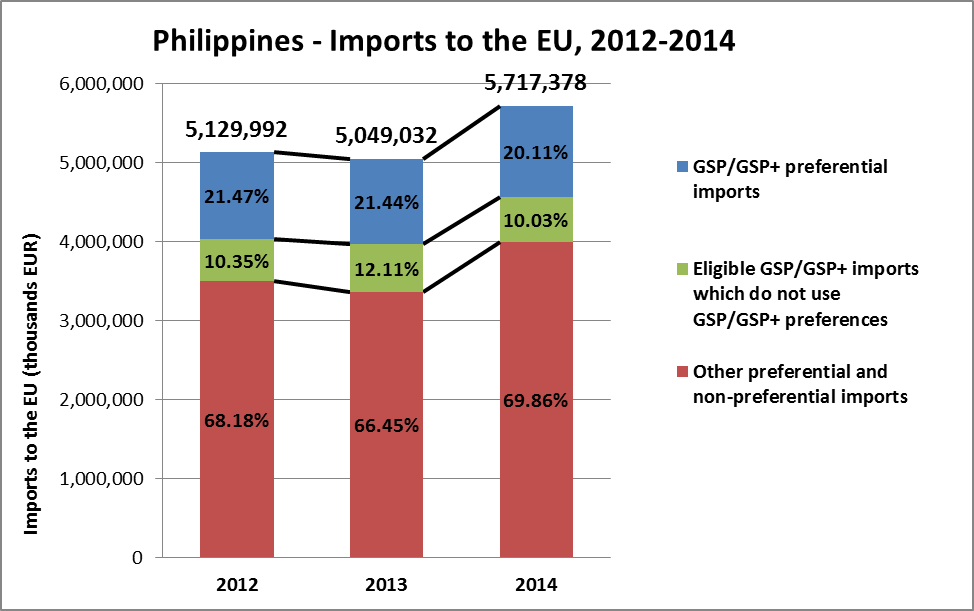 Philippines - Imports to the EU, 2012-2014
Imports to the EU (thousands EUR)
6,000,000
5,000,000
4,000,000
3,000,000
2,000,000
1,000,000
0
5,129,992
5,049,032
5,717,378
21.47%
21.44%
20.11%
10.35%
12.11%
10.03%
68.18%
66.45%
69.86%
2012
2013
2014
GSP/GSP+ preferential
imports
Eligible GSP/GSP+ imports
which do not use
GSP/GSP+ preferences
Other preferential and
non-preferential imports